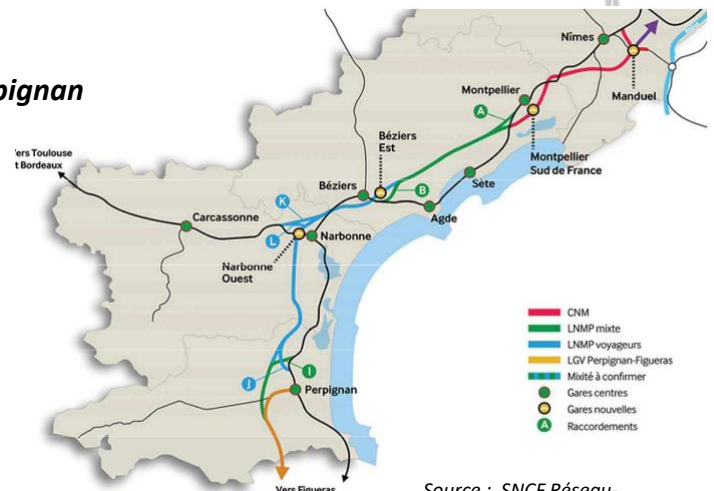 Nîmes
Manduel
Montpellier
A
Montpellier
Sud de France
Béziers
Est
Béziers
B
Sète
Agde
K
L
Carcassonne
Narbonne
Narbonne
Ouest
Toulouse
Bordeaux
I
J
Perpignan
Vers Figueras
CNM
LNMP mixte
LNMP voyageurs
LGV Perpignan-Figueras
Mixité à confirmer
Gares centres
Gares nouvelles
A Raccordements
Source : SNCF Réseau-